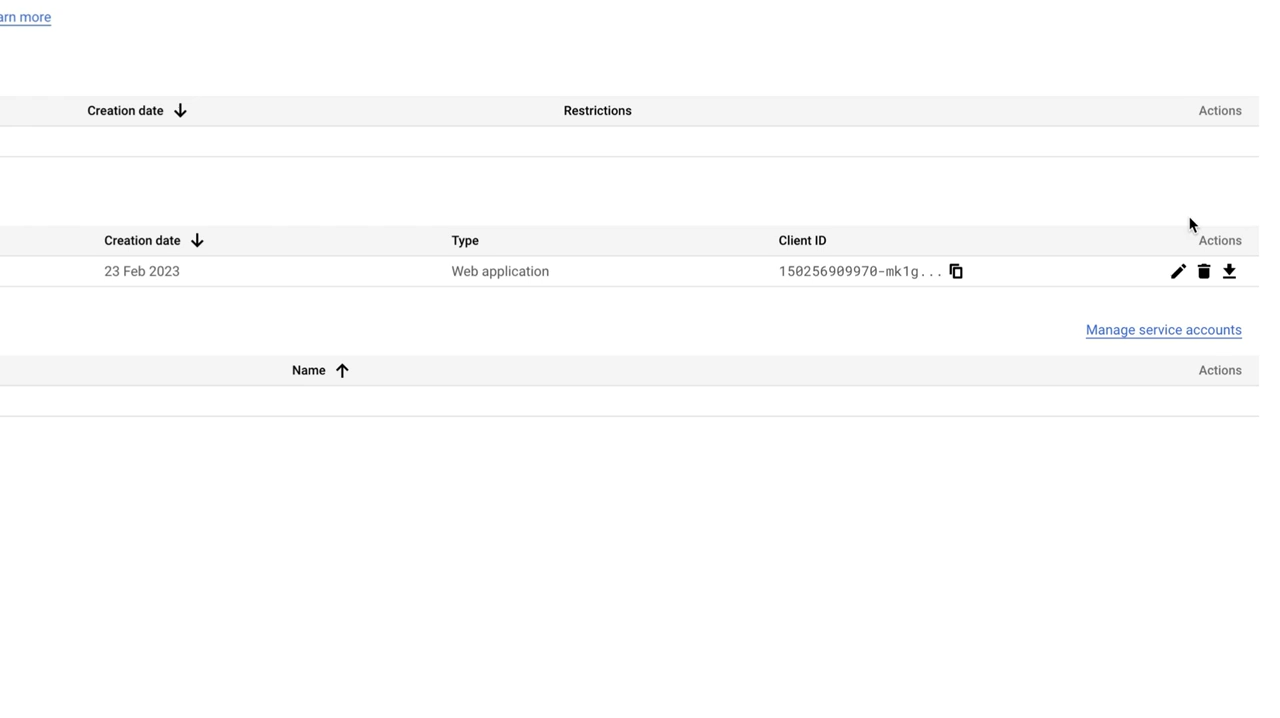 arn more
Creation date Restrictions Actions
Creation date Type Client ID Actions
23 Feb 2023 Web application 150256909970-mk1g...
Manage service accounts
Name Actions